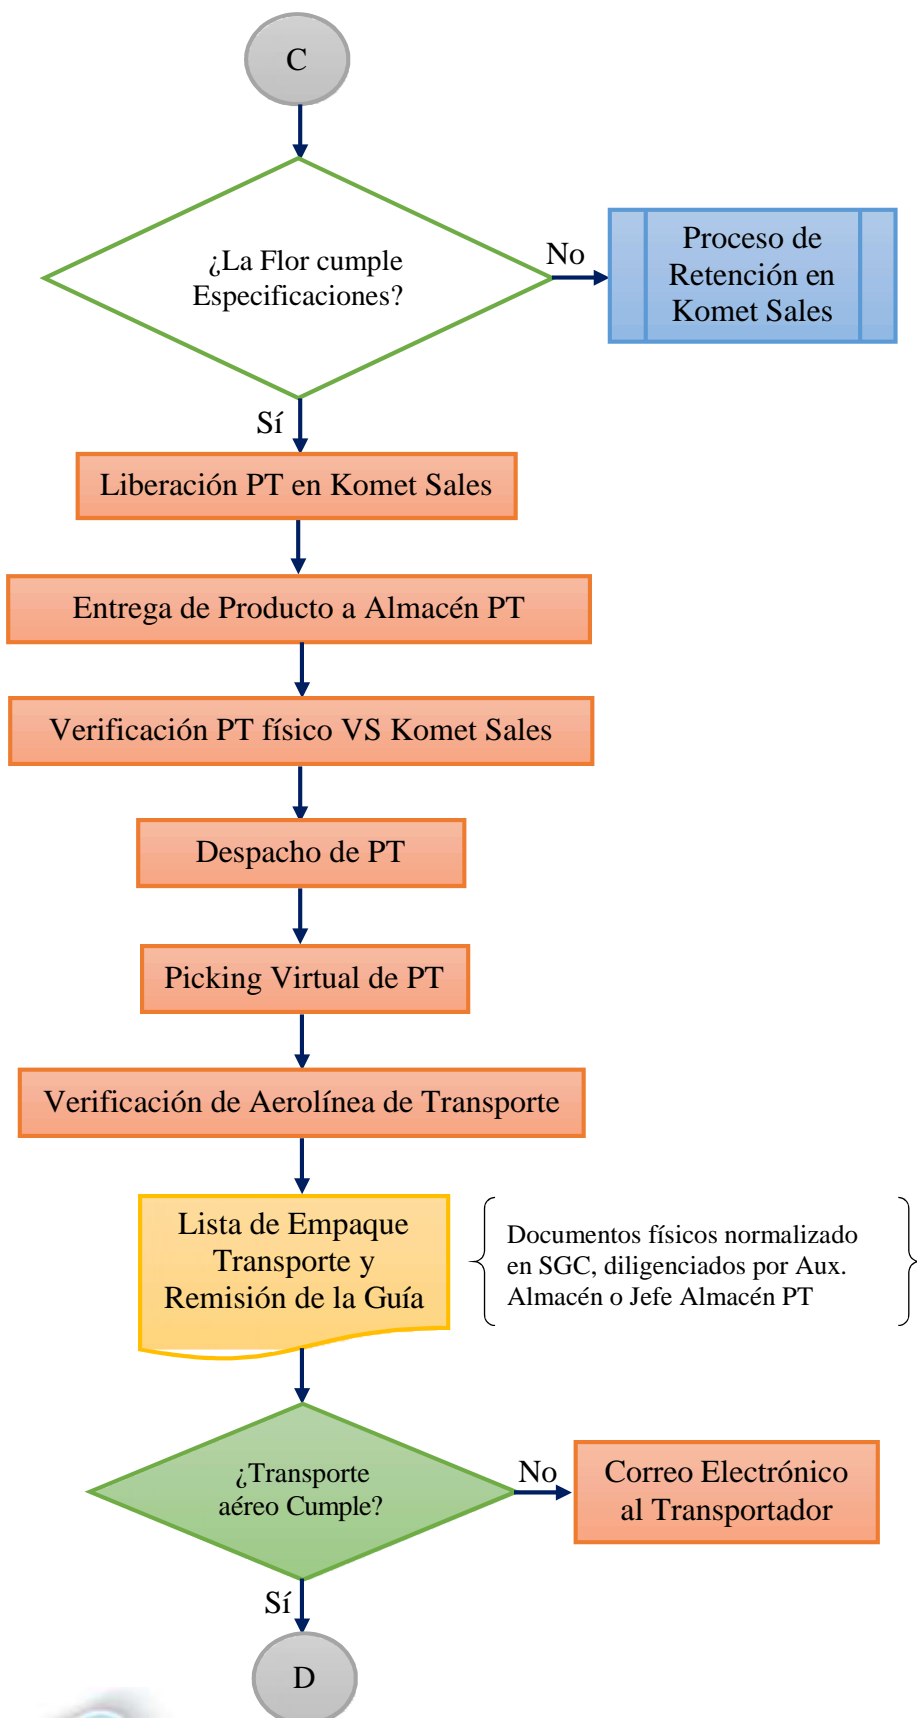 C
¿La Flor cumple
Especificaciones?
No
Proceso de
Retención en
Komet Sales
Sí
Liberación PT en Komet Sales
Entrega de Producto a Almacén PT
Verificación PT físico VS Komet Sales
Despacho de PT
Picking Virtual de PT
Verificación de Aerolínea de Transporte
Lista de Empaque
Transporte y
Remisión de la Guía
Documentos físicos normalizado
en SGC, diligenciados por Aux.
Almacén o Jefe Almacén PT
¿Transporte
aéreo Cumple?
No
Correo Electrónico
al Transportador
Sí
D